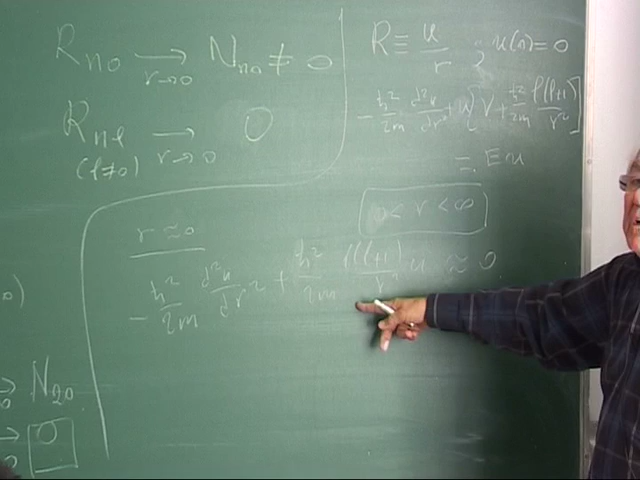 R_{n0} →_{r→0} N_{n0} ≠ 0
R_{nl} →_{r→0} 0
(l≠0)
R ≡ u/r ; u(0) = 0
-ħ²/2m d²u/dr² + u[V + ħ²/2m l(l+1)/r²]
= Eu
0 < r < ∞
r ≈ 0
-ħ²/2m d²u/dr² + ħ²/2m l(l+1)/r² u ≈ 0
→ N_{20}
→ 0